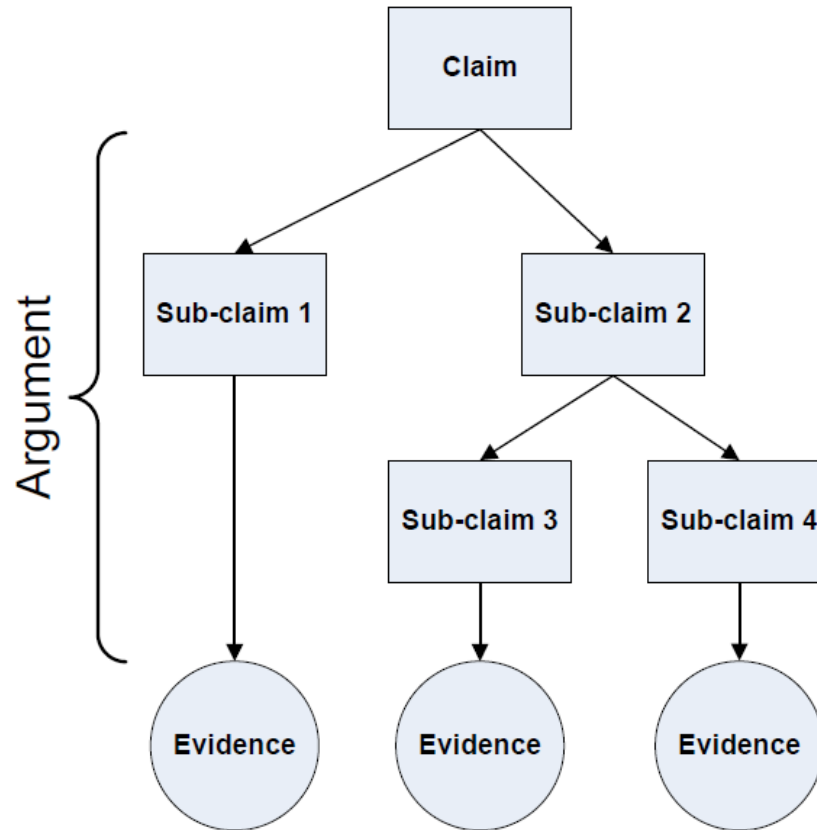 Claim
Argument
Sub-claim 1
Sub-claim 2
Sub-claim 3
Sub-claim 4
Evidence
Evidence
Evidence